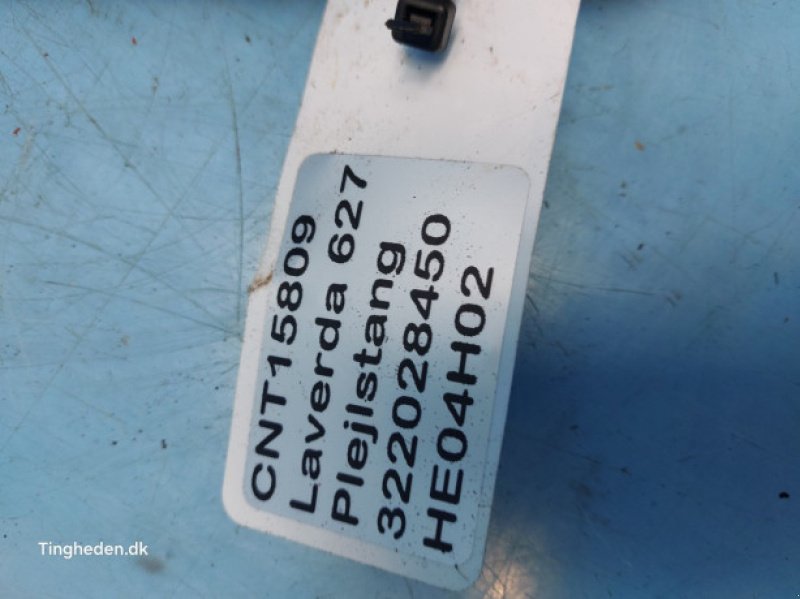 CNT15809
Laverda 627
Plejlstang
322028450
HE04H02
Tingheden.dk